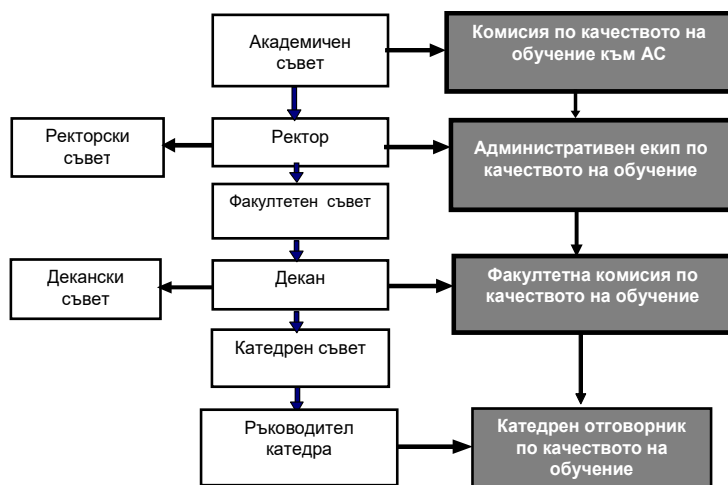 Академичен
съвет
Комисия по качеството на
обучение към АС
Ректорски
съвет
Ректор
Административен екип по
качеството на обучение
Факултетен съвет
Декански
съвет
Декан
Факултетна комисия по
качеството на обучение
Катедрен съвет
Ръководител
катедра
Катедрен отговорник
по качеството на
обучение